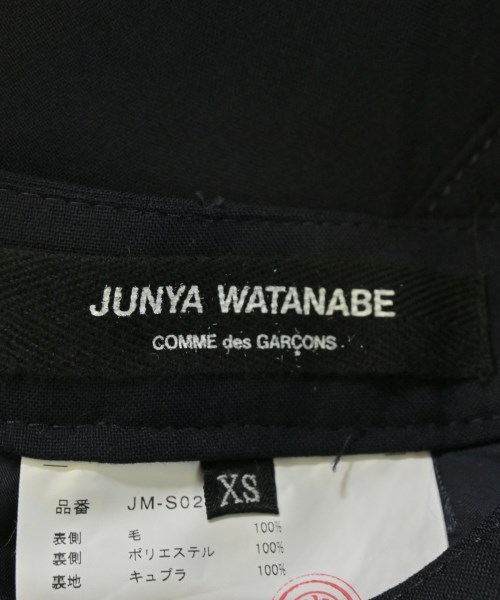 JUNYA WATANABE
COMME des GARÇONS
XS
品番 JM-S02
表側 毛 100%
裏側 ポリエステル 100%
裏地 キュプラ 100%